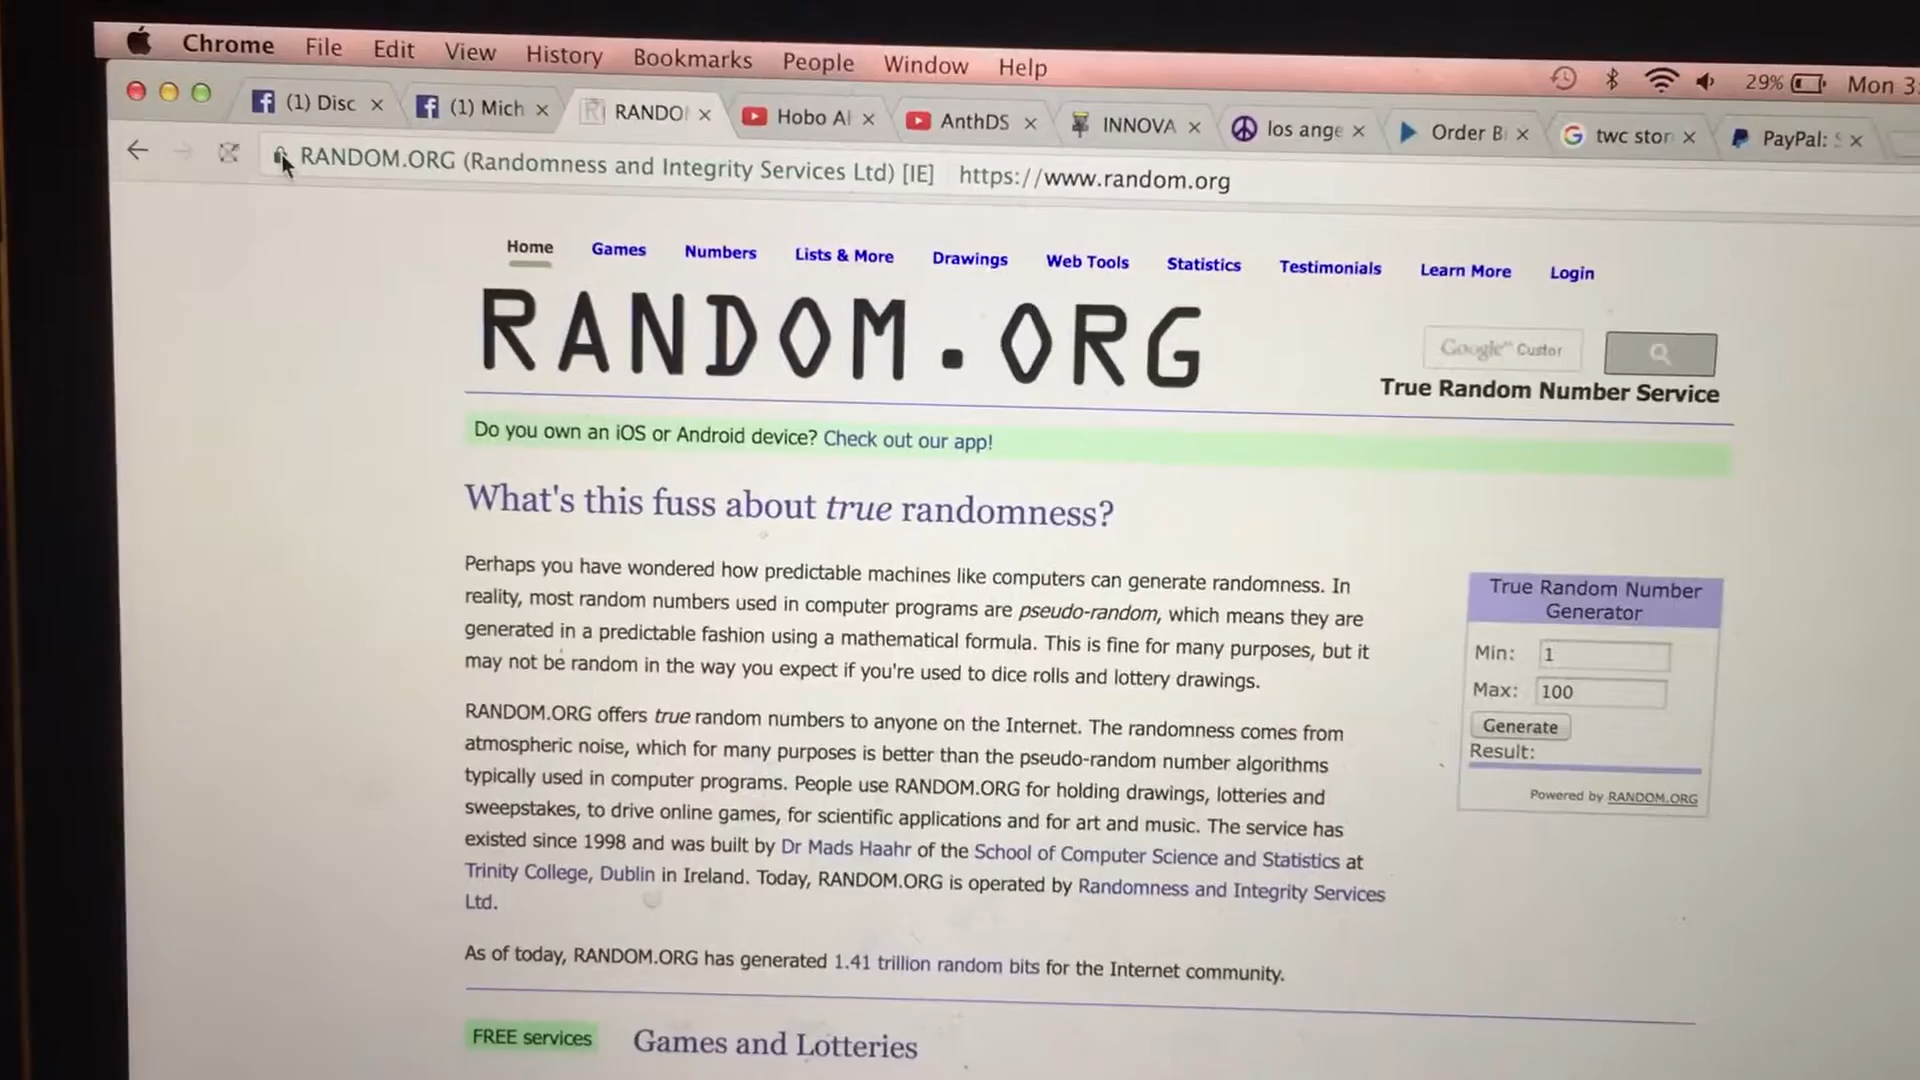 Chrome File Edit View History Bookmarks People Window Help 29% Mon 3:
(1) Disc (1) Mich RANDO Hobo Al AnthDS INNOVA los ange Order B twc stor PayPal: S
RANDOM.ORG (Randomness and Integrity Services Ltd) [IE] https://www.random.org
Home Games Numbers Lists & More Drawings Web Tools Statistics Testimonials Learn More Login
RANDOM.ORG
Google™ Custor
True Random Number Service
Do you own an iOS or Android device? Check out our app!
What's this fuss about true randomness?
Perhaps you have wondered how predictable machines like computers can generate randomness. In
reality, most random numbers used in computer programs are pseudo-random, which means they are
generated in a predictable fashion using a mathematical formula. This is fine for many purposes, but it
may not be random in the way you expect if you're used to dice rolls and lottery drawings.
RANDOM.ORG offers true random numbers to anyone on the Internet. The randomness comes from
atmospheric noise, which for many purposes is better than the pseudo-random number algorithms
typically used in computer programs. People use RANDOM.ORG for holding drawings, lotteries and
sweepstakes, to drive online games, for scientific applications and for art and music. The service has
existed since 1998 and was built by Dr Mads Haahr of the School of Computer Science and Statistics at
Trinity College, Dublin in Ireland. Today, RANDOM.ORG is operated by Randomness and Integrity Services
Ltd.
As of today, RANDOM.ORG has generated 1.41 trillion random bits for the Internet community.
True Random Number
Generator
Min: 1
Max: 100
Generate
Result:
Powered by RANDOM.ORG
FREE services Games and Lotteries